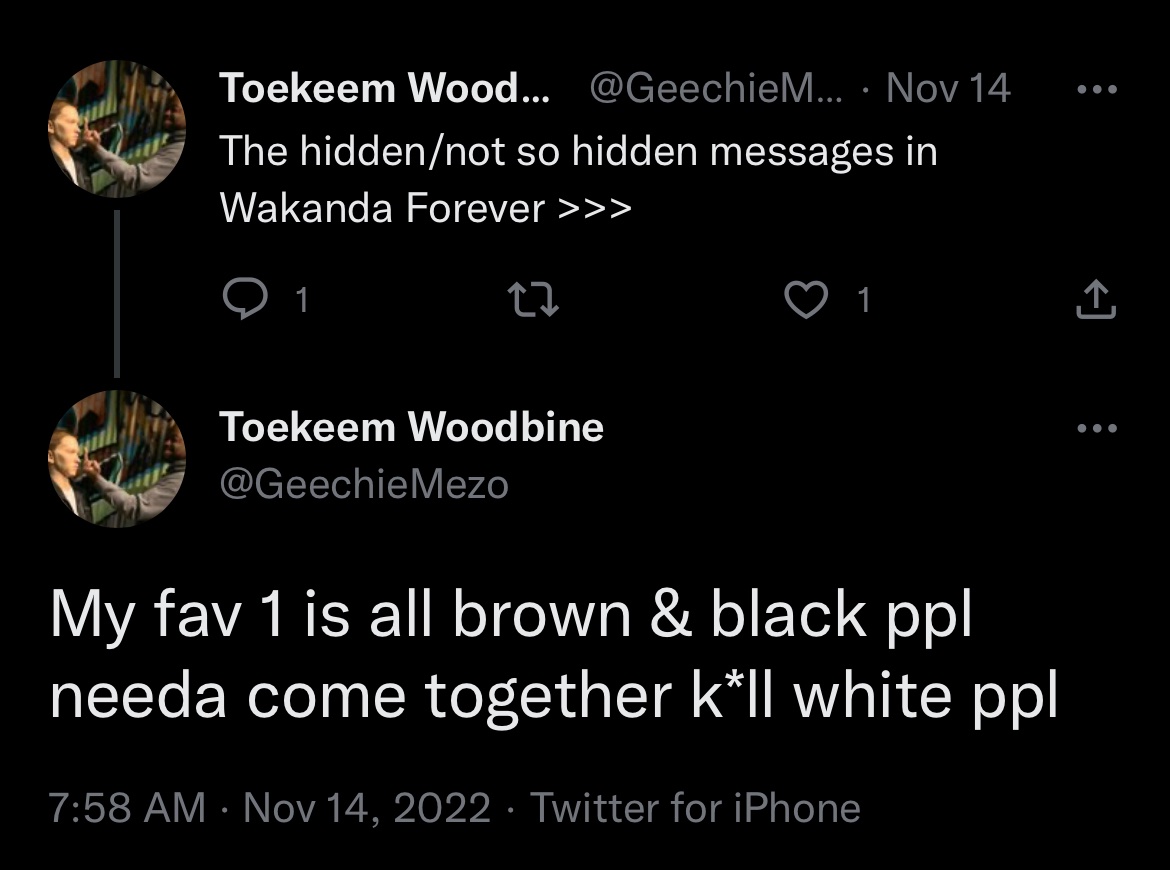 Toekeem Wood... @GeechieM... · Nov 14
The hidden/not so hidden messages in
Wakanda Forever >>>
1 1
Toekeem Woodbine
@GeechieMezo
My fav 1 is all brown & black ppl
needa come together k*ll white ppl
7:58 AM · Nov 14, 2022 · Twitter for iPhone